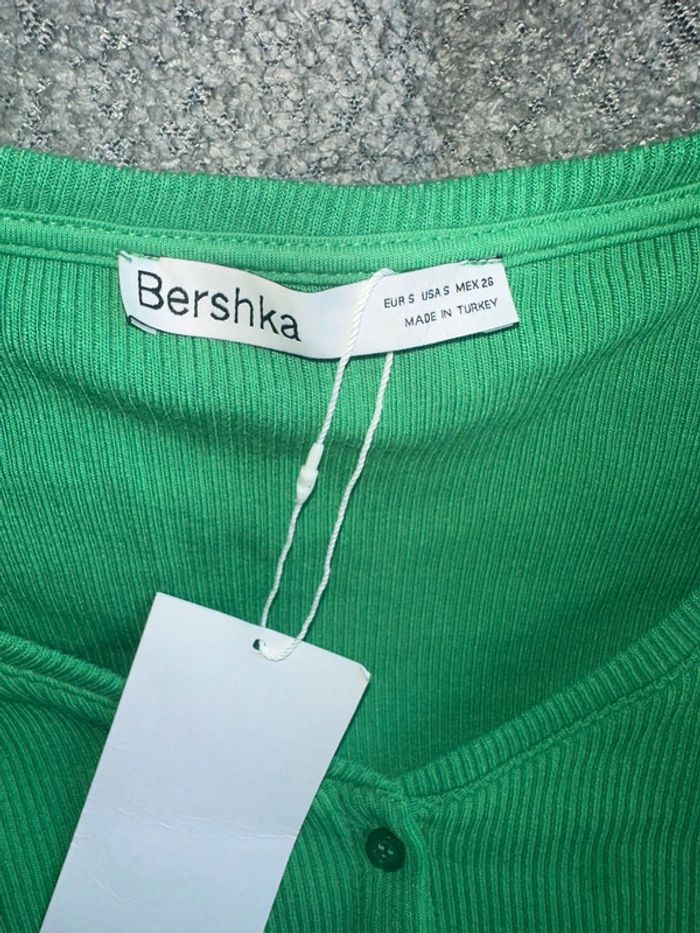 Bershka
EUR S USA S MEX 26
MADE IN TURKEY